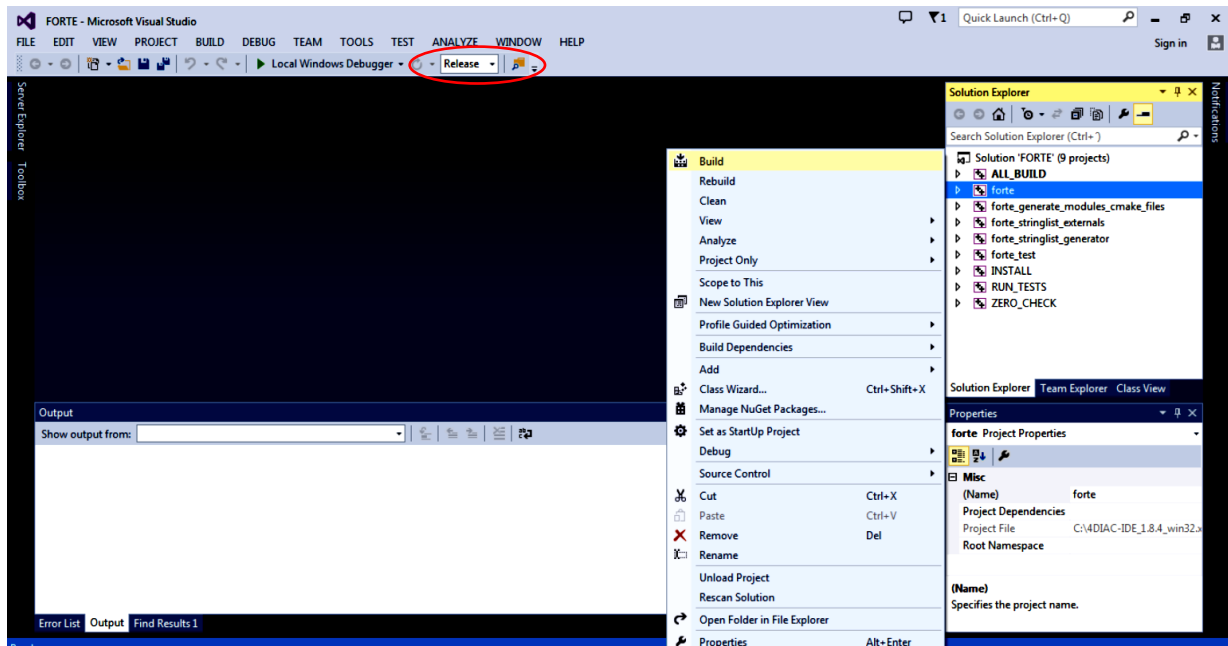 FORTE - Microsoft Visual Studio
1
Quick Launch (Ctrl+Q)
FILE EDIT VIEW PROJECT BUILD DEBUG TEAM TOOLS TEST ANALYZE WINDOW HELP
Sign in
Local Windows Debugger
Release
Server Explorer
Toolbox
Build
Rebuild
Clean
View
Analyze
Project Only
Scope to This
New Solution Explorer View
Profile Guided Optimization
Build Dependencies
Add
Class Wizard... Ctrl+Shift+X
Manage NuGet Packages...
Set as StartUp Project
Debug
Source Control
Cut Ctrl+X
Paste Ctrl+V
Remove Del
Rename
Unload Project
Rescan Solution
Open Folder in File Explorer
Properties Alt+Enter
Solution Explorer
Search Solution Explorer (Ctrl+¨)
Solution 'FORTE' (9 projects)
ALL_BUILD
forte
forte_generate_modules_cmake_files
forte_stringlist_externals
forte_stringlist_generator
forte_test
INSTALL
RUN_TESTS
ZERO_CHECK
Solution Explorer Team Explorer Class View
Notifications
Output
Show output from:
Error List Output Find Results 1
Properties
forte Project Properties
Misc
(Name) forte
Project Dependencies
Project File C:\4DIAC-IDE_1.8.4_win32.x
Root Namespace
(Name)
Specifies the project name.